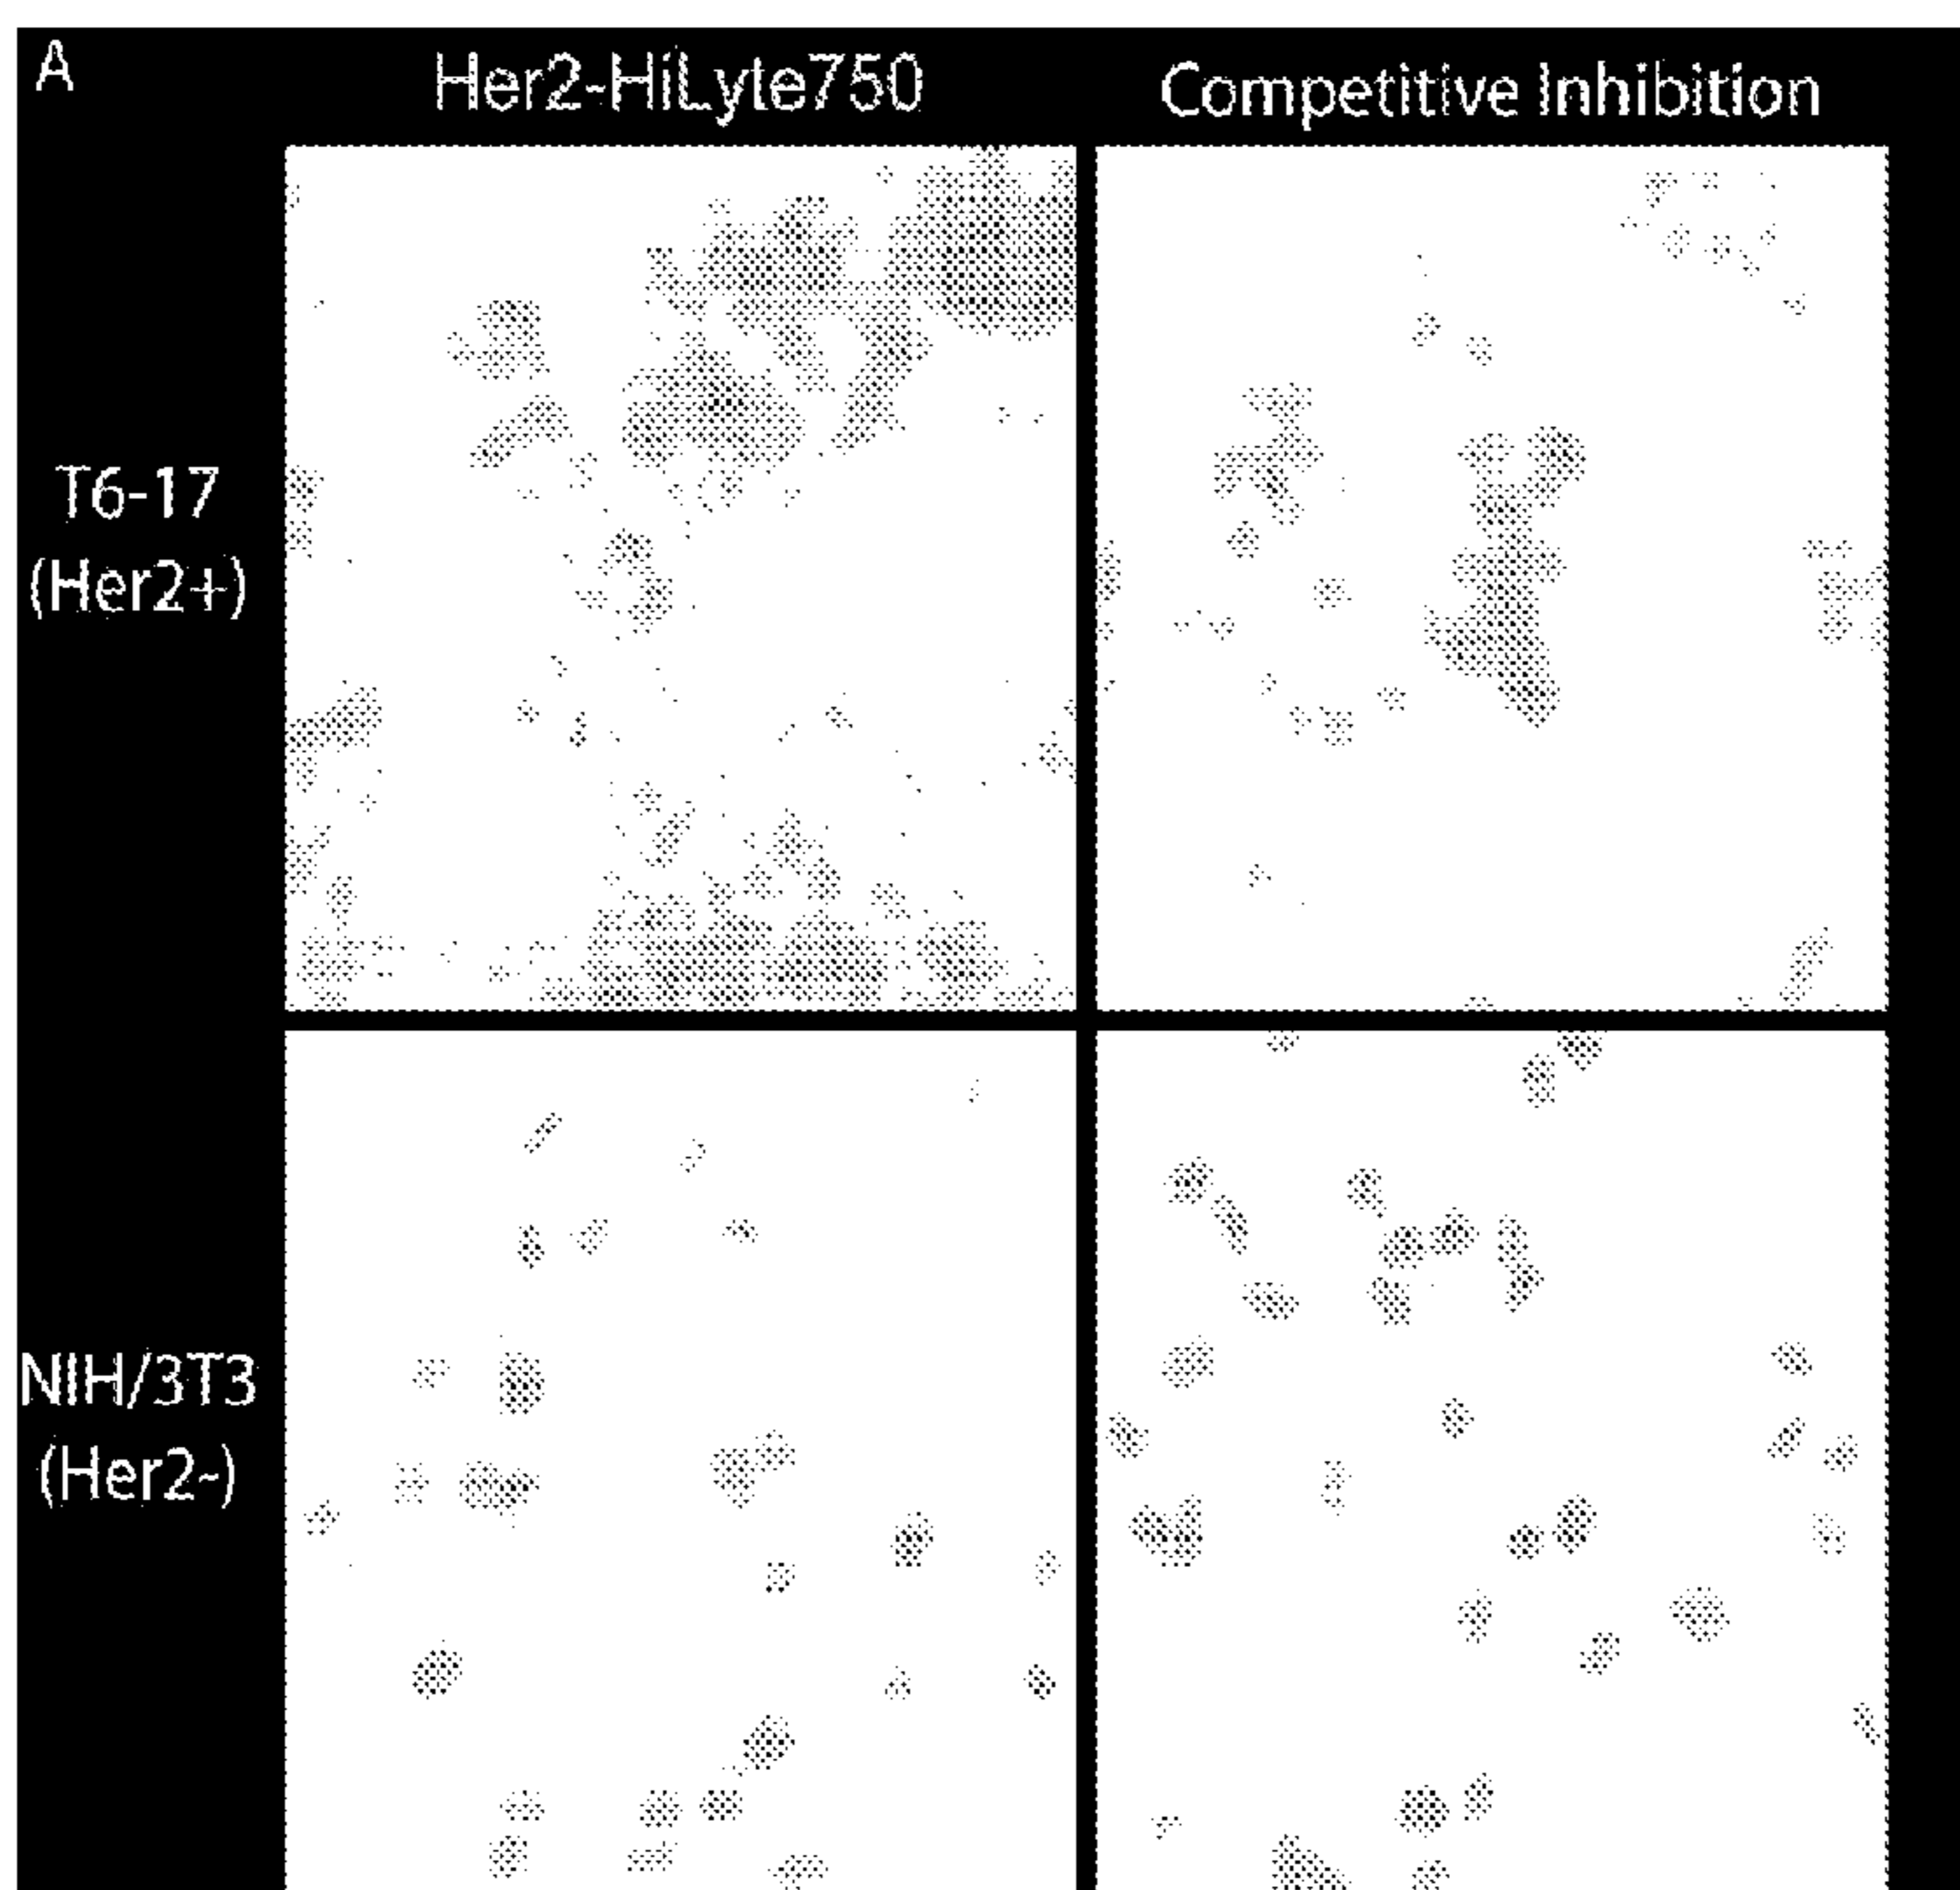 A
Her2-HiLyte750
Competitive Inhibition
T6-17
(Her2+)
NIH/3T3
(Her2-)